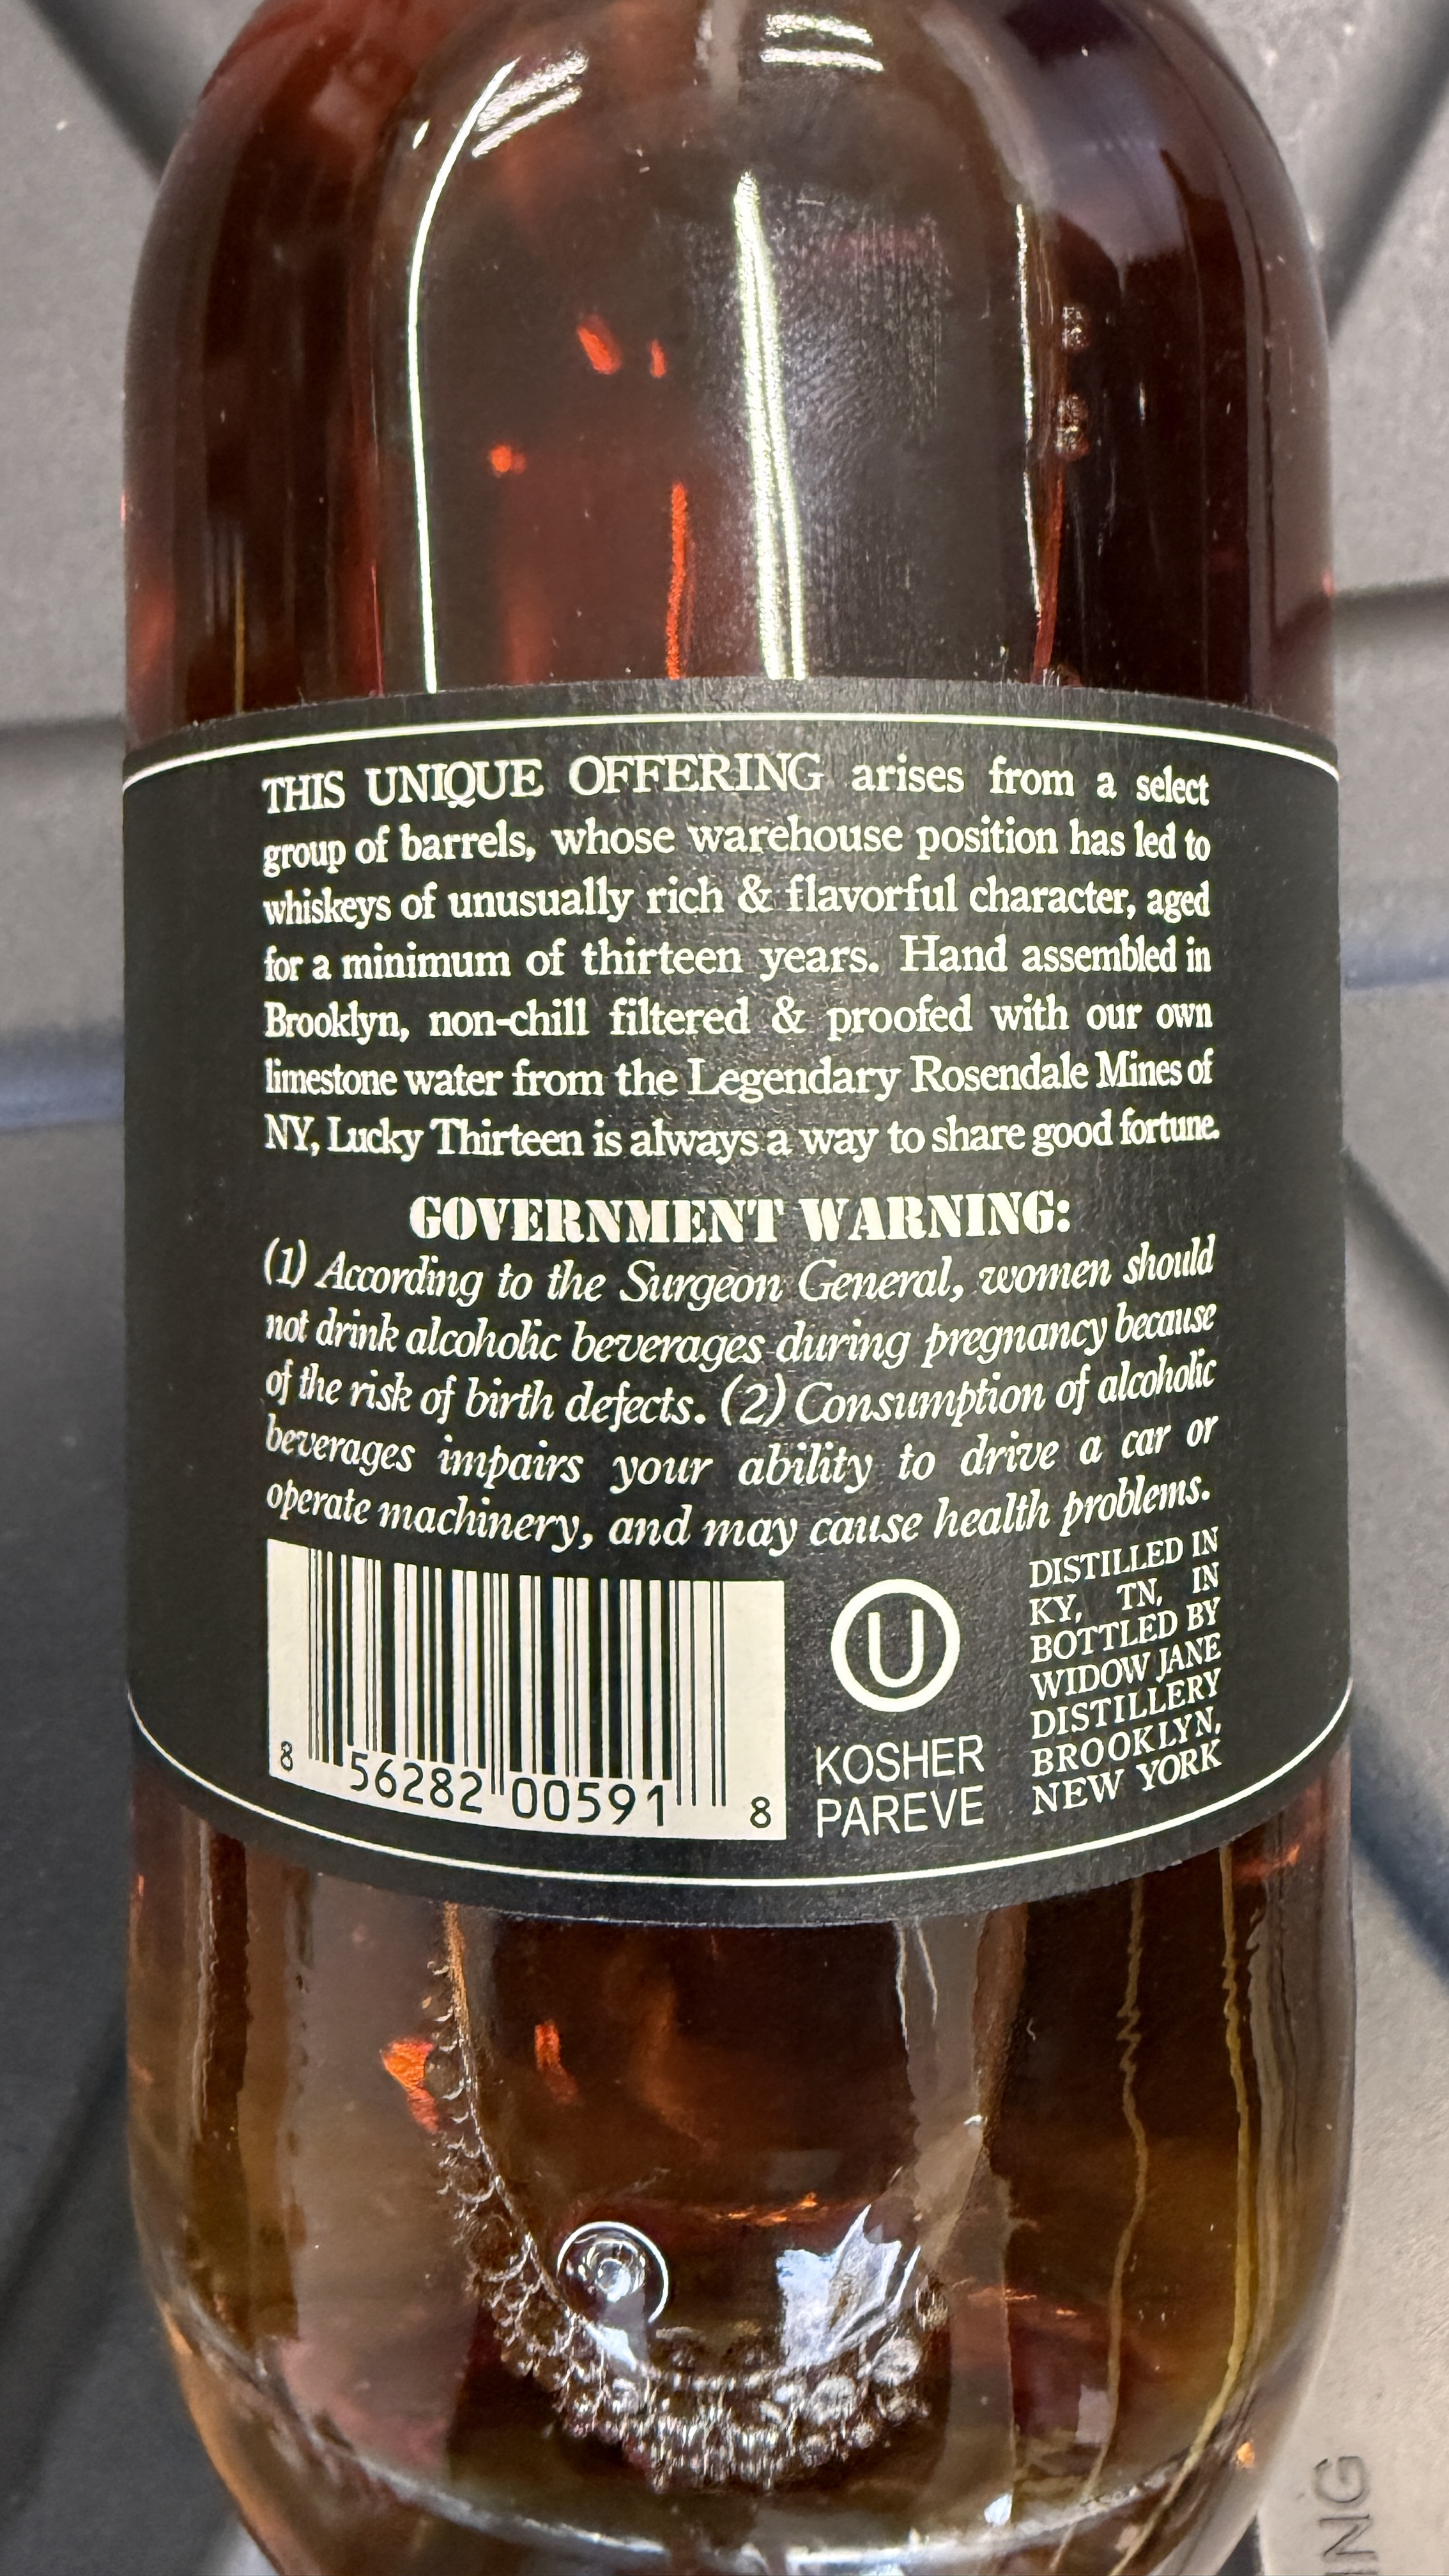 THIS UNIQUE OFFERING arises from a select
group of barrels, whose warehouse position has led to
whiskeys of unusually rich & flavorful character, aged
for a minimum of thirteen years. Hand assembled in
Brooklyn, non-chill filtered & proofed with our own
limestone water from the Legendary Rosendale Mines of
NY, Lucky Thirteen is always a way to share good fortune.
GOVERNMENT WARNING:
(1) According to the Surgeon General, women should
not drink alcoholic beverages during pregnancy because
of the risk of birth defects. (2) Consumption of alcoholic
beverages impairs your ability to drive a car or
operate machinery, and may cause health problems.
8 56282 00591 8
U
KOSHER
PAREVE
DISTILLED IN
KY, TN, IN
BOTTLED BY
WIDOW JANE
DISTILLERY
BROOKLYN,
NEW YORK